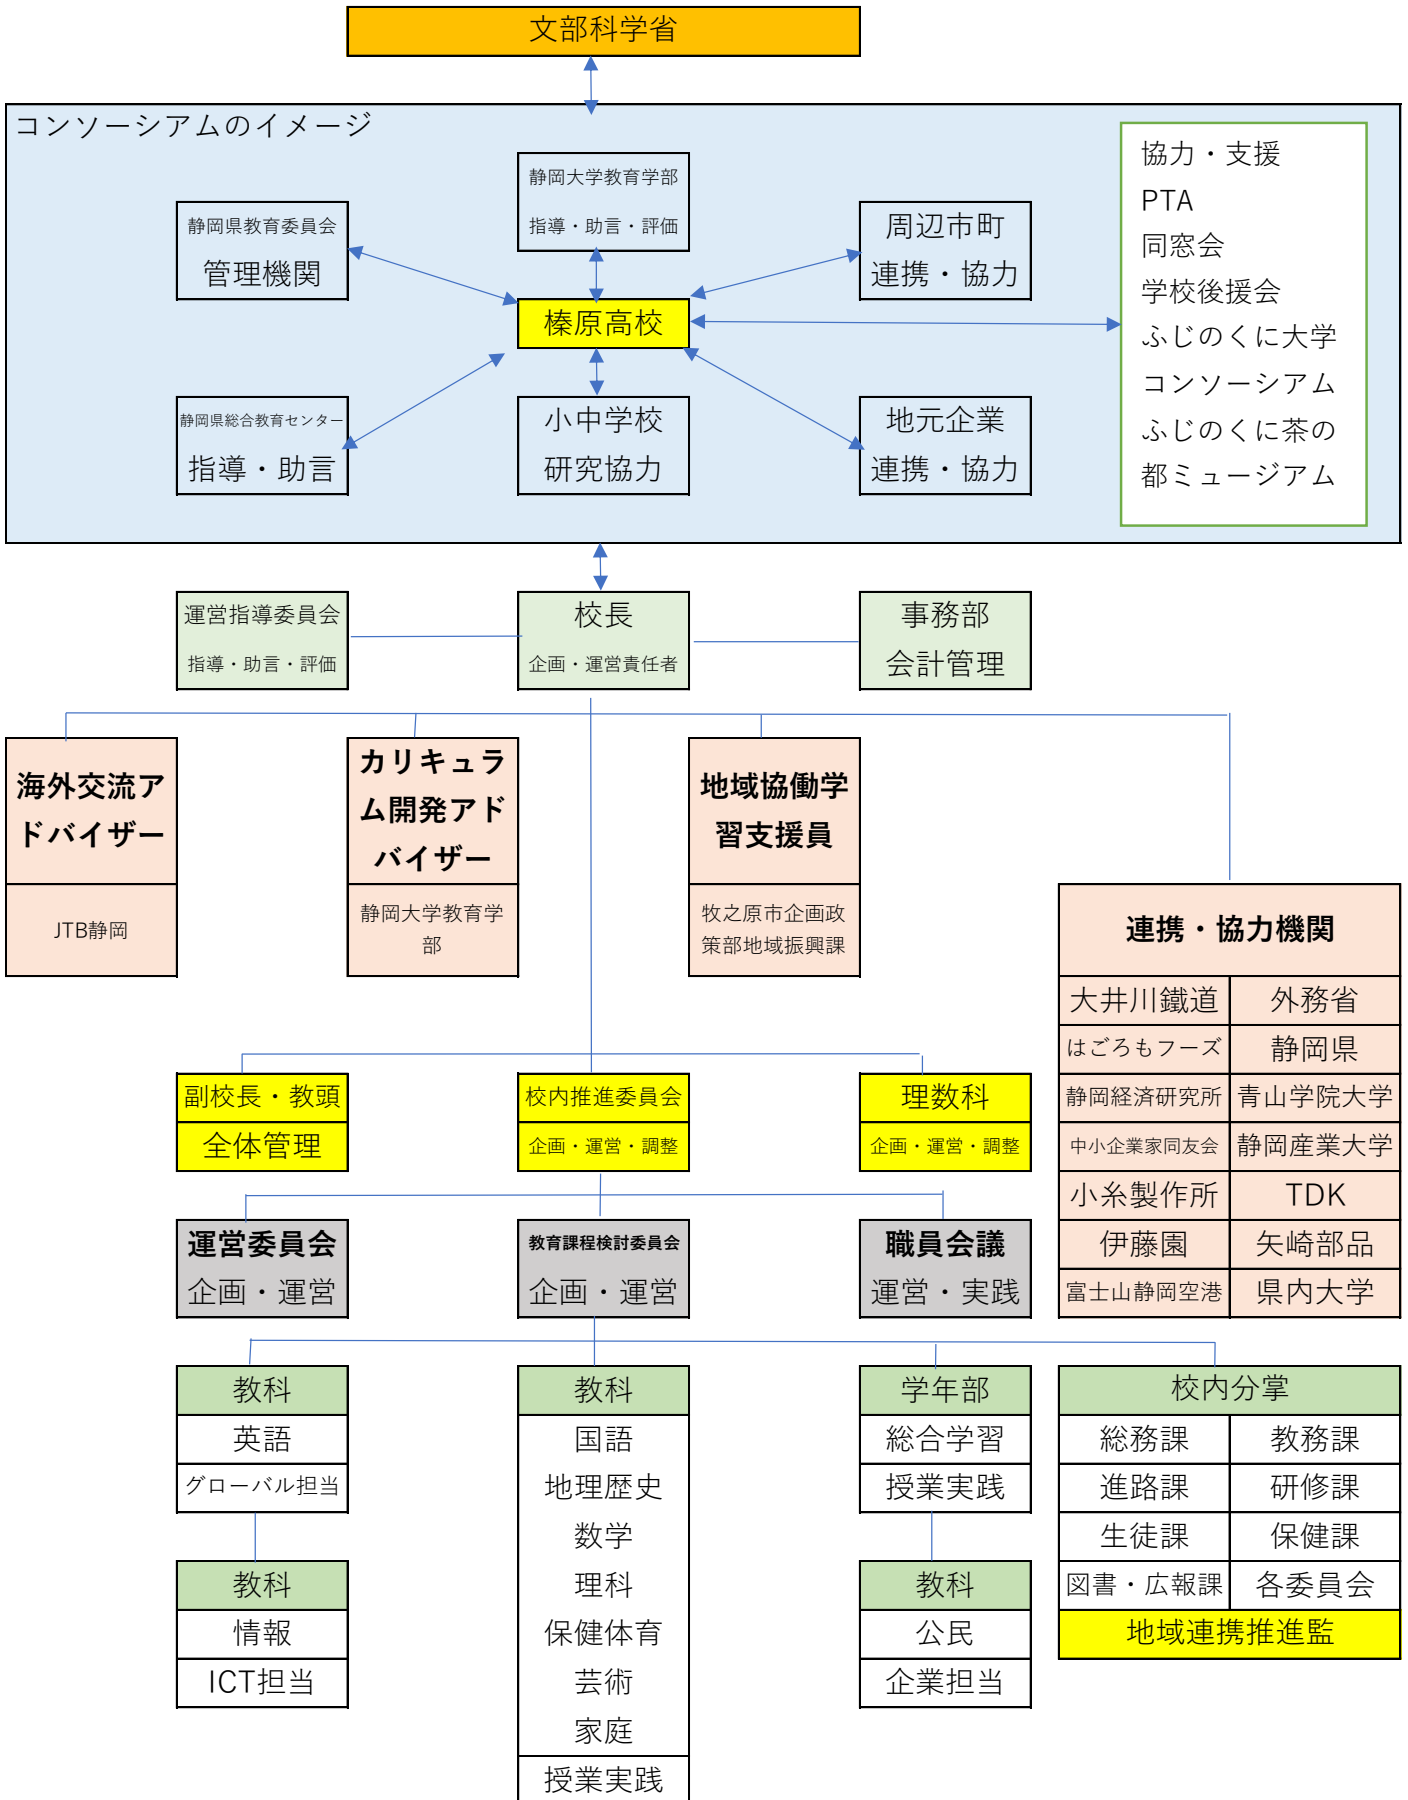 文部科学省
コンソーシアムのイメージ
静岡大学教育学部
指導・助言・評価
静岡県教育委員会
管理機関
周辺市町
連携・協力
榛原高校
静岡県総合教育センター
指導・助言
小中学校
研究協力
地元企業
連携・協力
協力・支援
PTA
同窓会
学校後援会
ふじのくに大学
コンソーシアム
ふじのくに茶の
都ミュージアム
運営指導委員会
指導・助言・評価
校長
企画・運営責任者
事務部
会計管理
海外交流ア
ドバイザー
JTB静岡
カリキュラ
ム開発アド
バイザー
静岡大学教育学
部
地域協働学
習支援員
牧之原市企画政
策部地域振興課
連携・協力機関
大井川鐵道 外務省
はごろもフーズ 静岡県
静岡経済研究所 青山学院大学
中小企業家同友会 静岡産業大学
小糸製作所 TDK
伊藤園 矢崎部品
富士山静岡空港 県内大学
副校長・教頭
全体管理
校内推進委員会
企画・運営・調整
理数科
企画・運営・調整
運営委員会
企画・運営
教育課程検討委員会
企画・運営
職員会議
運営・実践
教科
英語
グローバル担当
教科
情報
ICT担当
教科
国語
地理歴史
数学
理科
保健体育
芸術
家庭
授業実践
学年部
総合学習
授業実践
教科
公民
企業担当
校内分掌
総務課 教務課
進路課 研修課
生徒課 保健課
図書・広報課 各委員会
地域連携推進監